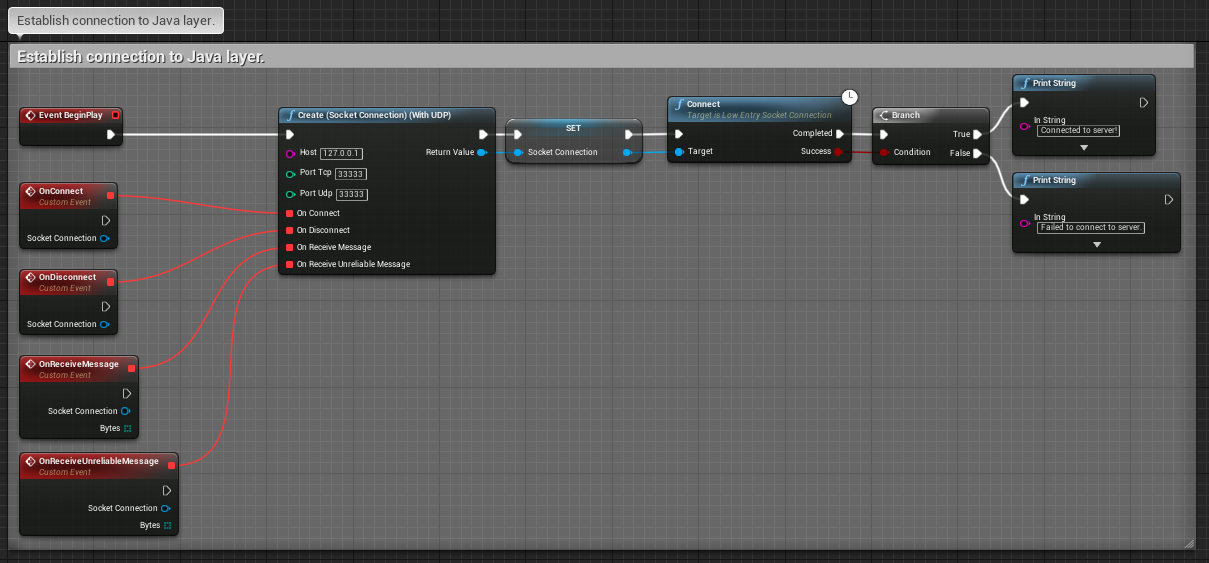 Establish connection to Java layer.
Establish connection to Java layer.
Event BeginPlay
OnConnect
Custom Event
Socket Connection
OnDisconnect
Custom Event
Socket Connection
OnReceiveMessage
Custom Event
Socket Connection
Bytes
OnReceiveUnreliableMessage
Custom Event
Socket Connection
Bytes
Create (Socket Connection) (With UDP)
Host 127.0.0.1 Return Value
Port Tcp 33333
Port Udp 33333
On Connect
On Disconnect
On Receive Message
On Receive Unreliable Message
SET
Socket Connection
Connect
Target is Low Entry Socket Connection
Completed
Target Success
Branch
True
Condition False
Print String
In String
Connected to server!
Print String
In String
Failed to connect to server.